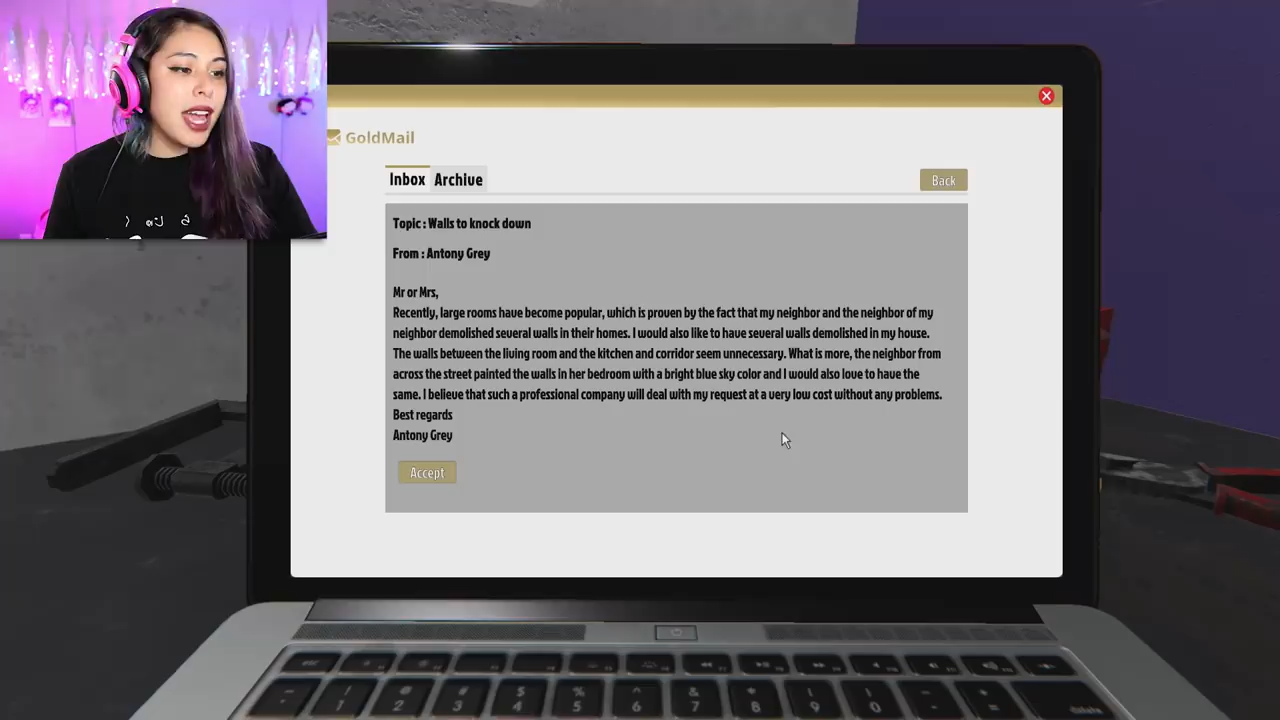 GoldMail
Inbox Archive
Back
Topic : Walls to knock down
From : Antony Grey
Mr or Mrs,
Recently, large rooms have become popular, which is proven by the fact that my neighbor and the neighbor of my
neighbor demolished several walls in their homes. I would also like to have several walls demolished in my house.
The walls between the living room and the kitchen and corridor seem unnecessary. What is more, the neighbor from
across the street painted the walls in her bedroom with a bright blue sky color and I would also love to have the
same. I believe that such a professional company will deal with my request at a very low cost without any problems.
Best regards
Antony Grey
Accept